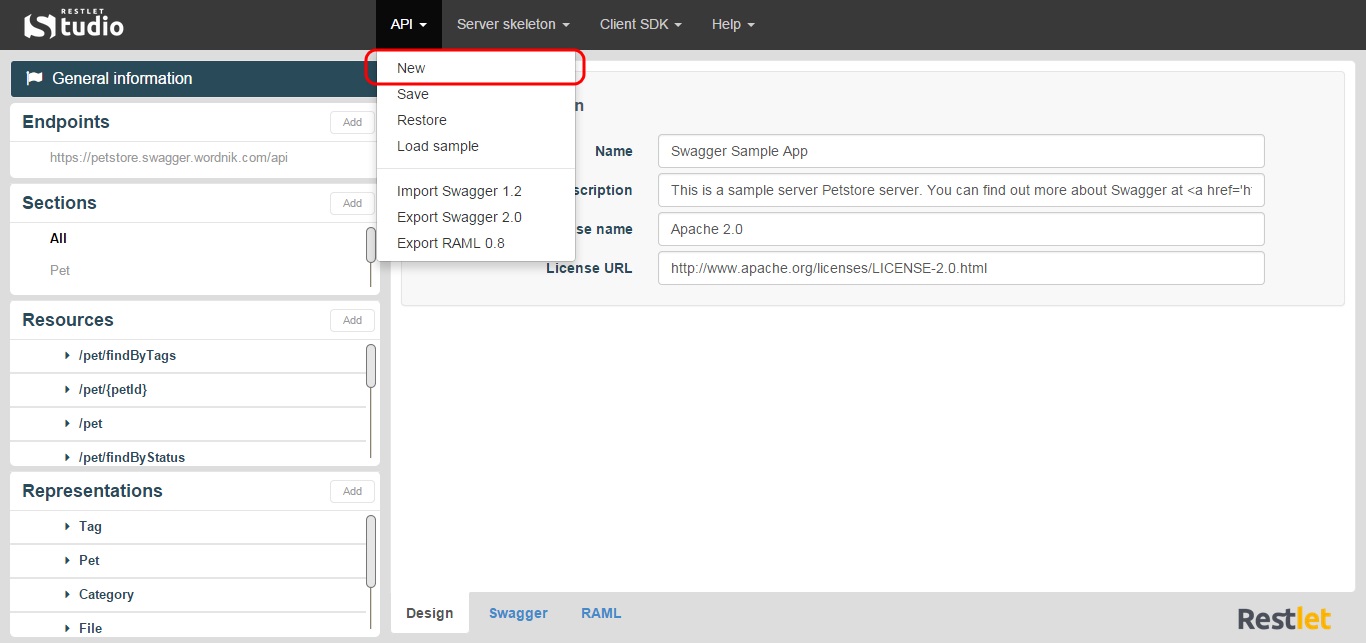 RESTLET
Studio
API
Server skeleton
Client SDK
Help
New
Save
Restore
Load sample
Import Swagger 1.2
Export Swagger 2.0
Export RAML 0.8
General information
Endpoints
Add
https://petstore.swagger.wordnik.com/api
Sections
Add
All
Pet
Resources
Add
/pet/findByTags
/pet/{petId}
/pet
/pet/findByStatus
Representations
Add
Tag
Pet
Category
File
n
Name
Swagger Sample App
scription
This is a sample server Petstore server. You can find out more about Swagger at <a href='h
se name
Apache 2.0
License URL
http://www.apache.org/licenses/LICENSE-2.0.html
Design
Swagger
RAML
Restlet